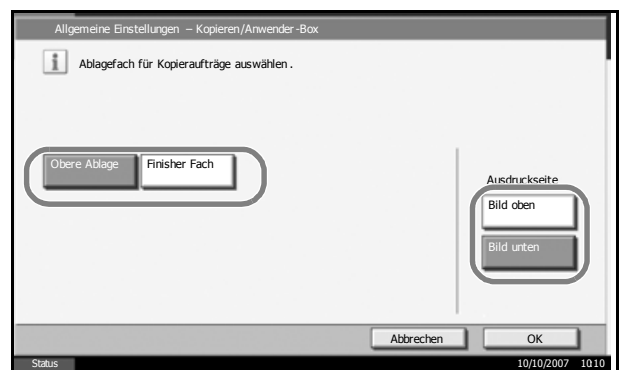 Allgemeine Einstellungen – Kopieren/Anwender-Box
Ablagefach für Kopieraufträge auswählen.
Obere Ablage
Finisher Fach
Ausdruckseite
Bild oben
Bild unten
Abbrechen
OK
Status
10/10/2007 10:10